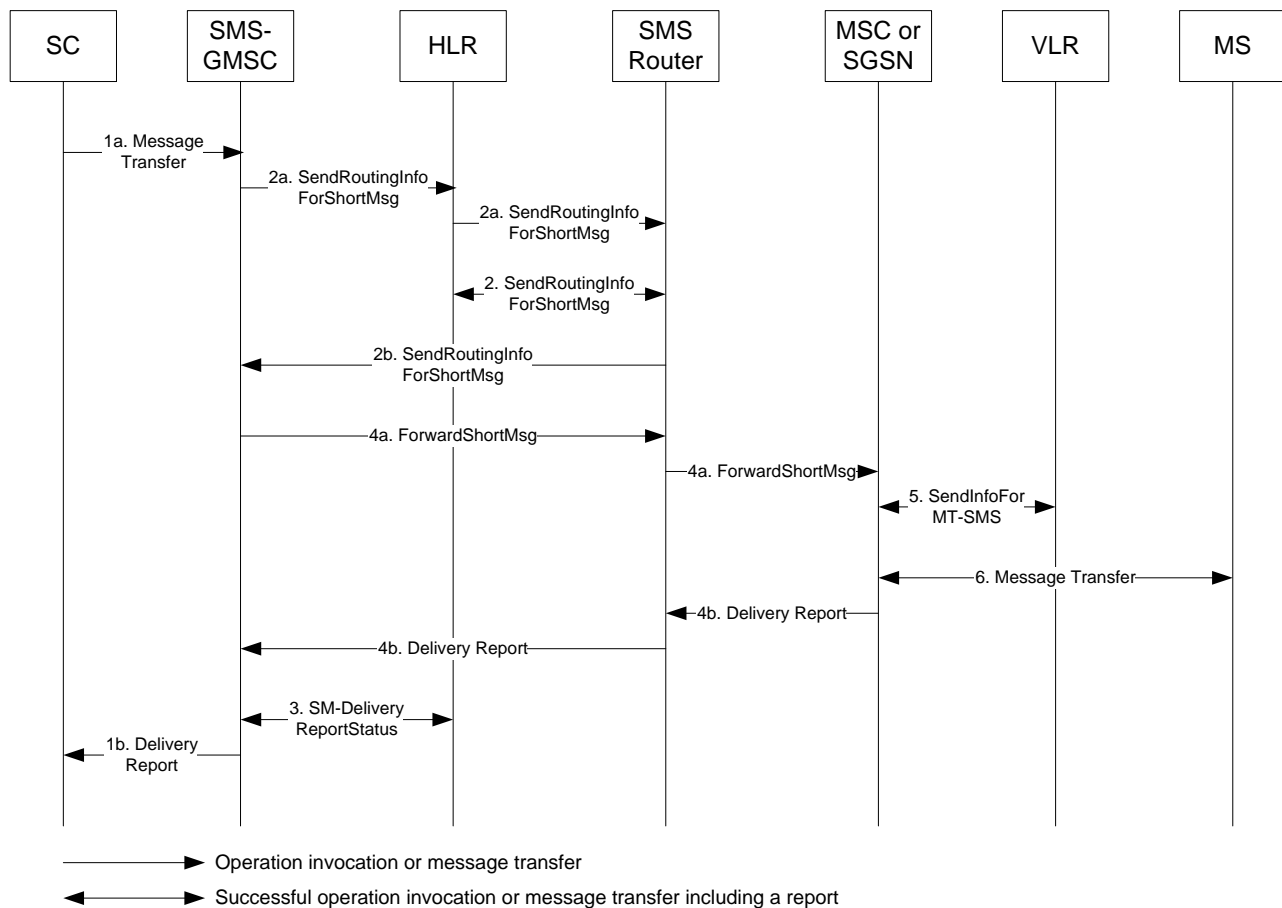 SC
SMS-
GMSC
HLR
SMS
Router
MSC or
SGSN
VLR
MS
1a. Message
Transfer
2a. SendRoutingInfo
ForShortMsg
2a. SendRoutingInfo
ForShortMsg
2. SendRoutingInfo
ForShortMsg
2b. SendRoutingInfo
ForShortMsg
4a. ForwardShortMsg
4a. ForwardShortMsg
5. SendInfoFor
MT-SMS
6. Message Transfer
4b. Delivery Report
4b. Delivery Report
3. SM-Delivery
ReportStatus
1b. Delivery
Report
Operation invocation or message transfer
Successful operation invocation or message transfer including a report